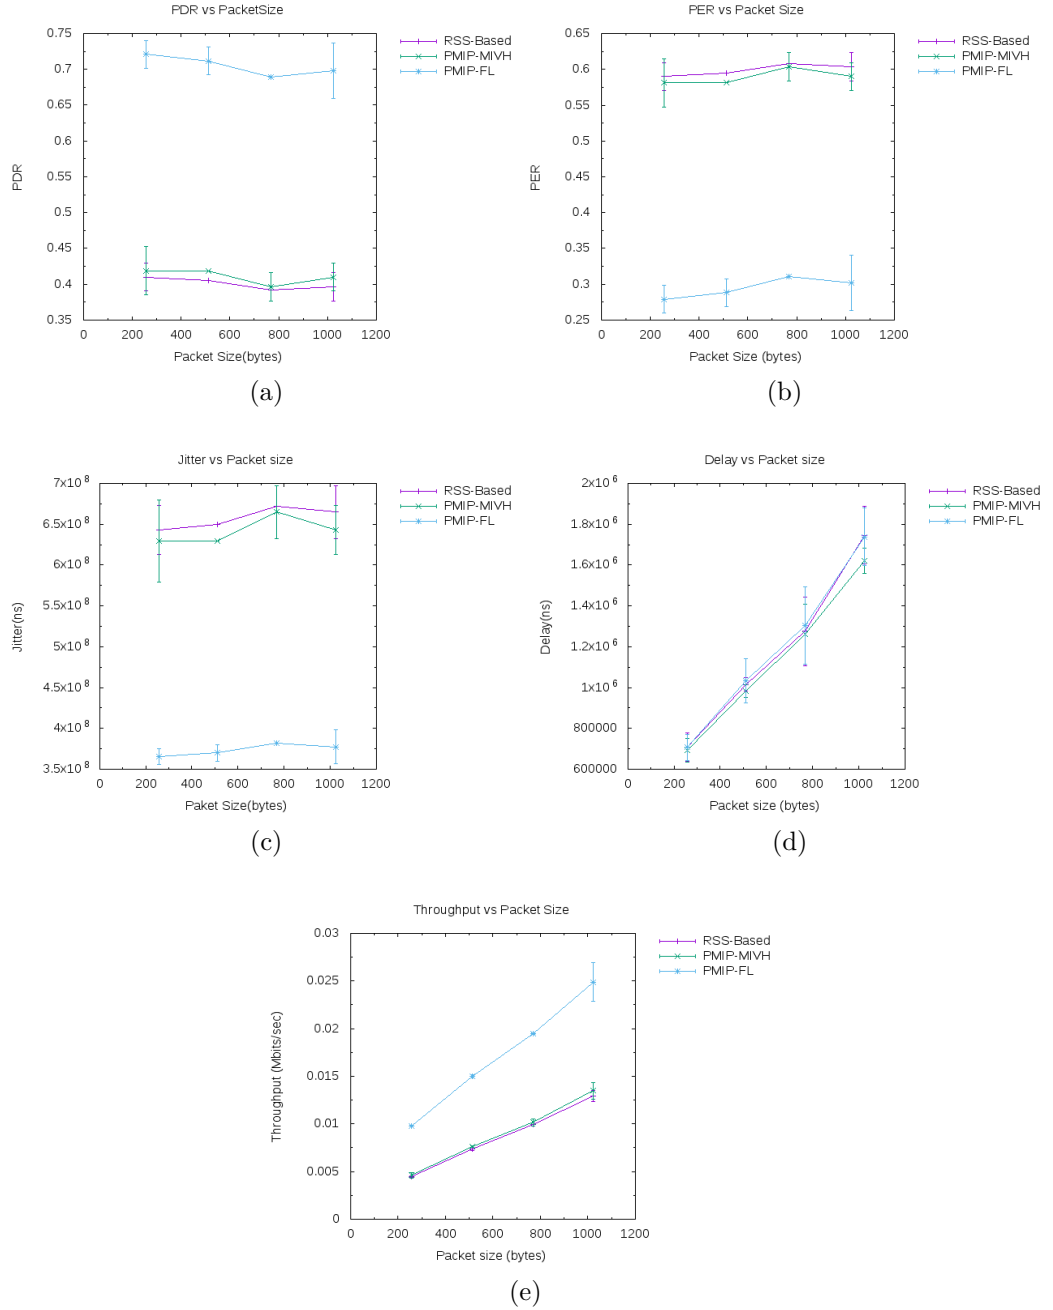 PDR vs PacketSize
0.75
0.7
0.65
0.6
0.55
0.5
0.45
0.4
0.35
PDR
0 200 400 600 800 1000 1200
Packet Size(bytes)
RSS-Based
PMIP-MIVH
PMIP-FL
(a)
PER vs Packet Size
0.65
0.6
0.55
0.5
0.45
0.4
0.35
0.3
0.25
PER
0 200 400 600 800 1000 1200
Packet Size (bytes)
RSS-Based
PMIP-MIVH
PMIP-FL
(b)
Jitter vs Packet size
7x10^8
6.5x10^8
6x10^8
5.5x10^8
5x10^8
4.5x10^8
4x10^8
3.5x10^8
Jitter(ns)
0 200 400 600 800 1000 1200
Paket Size(bytes)
RSS-Based
PMIP-MIVH
PMIP-FL
(c)
Delay vs Packet size
2x10^6
1.8x10^6
1.6x10^6
1.4x10^6
1.2x10^6
1x10^6
800000
600000
Delay(ns)
0 200 400 600 800 1000 1200
Packet size (bytes)
RSS-Based
PMIP-MIVH
PMIP-FL
(d)
Throughput vs Packet Size
0.03
0.025
0.02
0.015
0.01
0.005
0
Throughput (Mbits/sec)
0 200 400 600 800 1000 1200
Packet size (bytes)
RSS-Based
PMIP-MIVH
PMIP-FL
(e)